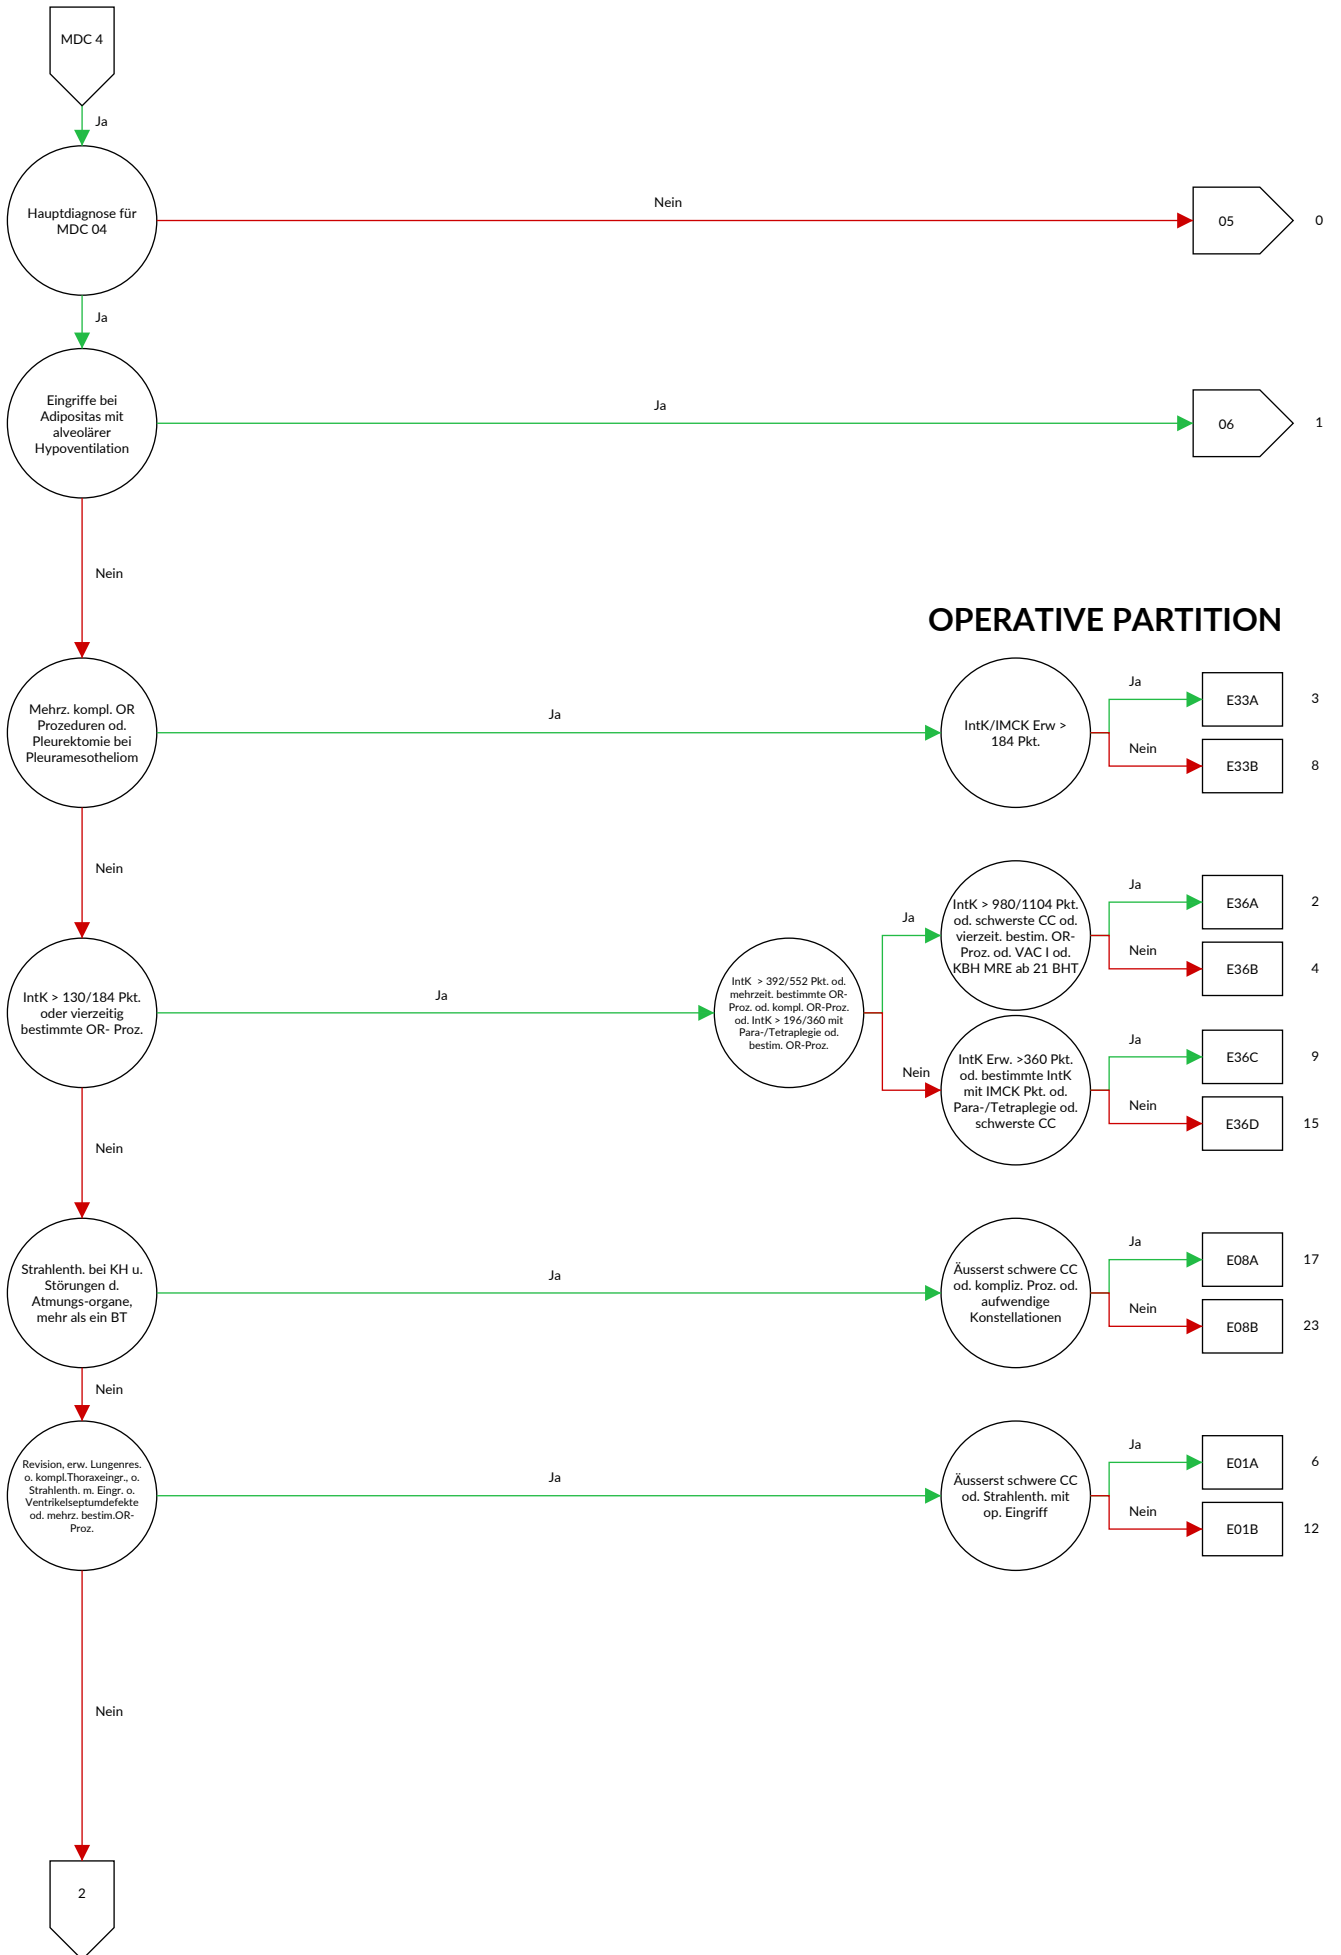 MDC 4
Ja
Hauptdiagnose für
MDC 04
Nein
05
0
Ja
Eingriffe bei
Adipositas mit
alveolärer
Hypoventilation
Ja
06
1
Nein
OPERATIVE PARTITION
Mehrz. kompl. OR
Prozeduren od.
Pleurektomie bei
Pleuramesotheliom
Ja
IntK/IMCK Erw >
184 Pkt.
Ja
E33A
3
Nein
E33B
8
Nein
IntK > 130/184 Pkt.
oder vierzeitig
bestimmte OR- Proz.
Ja
IntK  > 392/552 Pkt. od.
mehrzeit. bestimmte OR-
Proz. od. kompl. OR-Proz.
od. IntK > 196/360 mit
Para-/Tetraplegie od.
bestim. OR-Proz.
Ja
IntK > 980/1104 Pkt.
od. schwerste CC od.
vierzeit. bestim. OR-
Proz. od. VAC I od.
KBH MRE ab 21 BHT
Ja
E36A
2
Nein
E36B
4
Nein
IntK Erw. >360 Pkt.
od. bestimmte IntK
mit IMCK Pkt. od.
Para-/Tetraplegie od.
schwerste CC
Ja
E36C
9
Nein
E36D
15
Nein
Strahlenth. bei KH u.
Störungen d.
Atmungs-organe,
mehr als ein BT
Ja
Äusserst schwere CC
od. kompliz. Proz. od.
aufwendige
Konstellationen
Ja
E08A
17
Nein
E08B
23
Nein
Revision, erw. Lungenres.
o. kompl.Thoraxeingr., o.
Strahlenth. m. Eingr. o.
Ventrikelseptumdefekte
od. mehrz. bestim.OR-
Proz.
Ja
Äusserst schwere CC
od. Strahlenth. mit
op. Eingriff
Ja
E01A
6
Nein
E01B
12
Nein
2